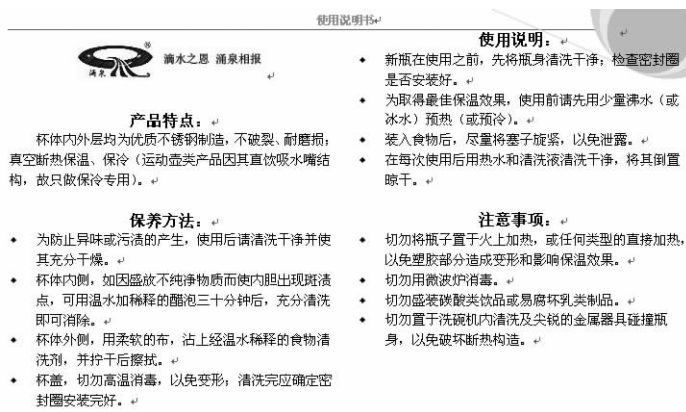 使用说明书
涌泉
®
滴水之恩 涌泉相报
产品特点：
杯体内外层均为优质不锈钢制造，不破裂、耐磨损；
真空断热保温、保冷（运动壶类产品因其直饮吸水嘴结
构，故只做保冷专用）。
保养方法：
为防止异味或污渍的产生，使用后请清洗干净并使
其充分干燥。
杯体内侧，如因盛放不纯净物质而使内胆出现斑渍
点，可用温水加稀释的醋泡三十分钟后，充分清洗
即可消除。
杯体外侧，用柔软的布，沾上经温水稀释的食物清
洗剂，并拧干后擦拭。
杯盖，切勿高温消毒，以免变形；清洗完应确定密
封圈安装完好。
使用说明：
新瓶在使用之前，先将瓶身清洗干净；检查密封圈
是否安装好。
为取得最佳保温效果，使用前请先用少量沸水（或
冰水）预热（或预冷）。
装入食物后，尽量将塞子旋紧，以免泄露。
在每次使用后用热水和清洗液清洗干净，将其倒置
晾干。
注意事项：
切勿将瓶子置于火上加热，或任何类型的直接加热，
以免塑胶部分造成变形和影响保温效果。
切勿用微波炉消毒。
切勿盛装碳酸类饮品或易腐坏乳类制品。
切勿置于洗碗机内清洗及尖锐的金属器具碰撞瓶
身，以免破坏断热构造。